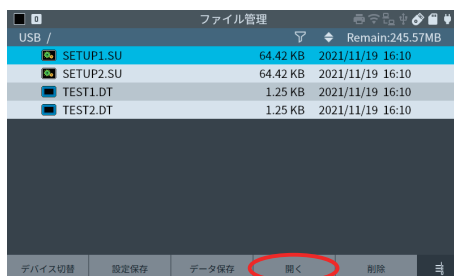 0 ファイル管理
USB / Remain:245.57MB
SETUP1.SU 64.42 KB 2021/11/19 16:10
SETUP2.SU 64.42 KB 2021/11/19 16:10
TEST1.DT 1.25 KB 2021/11/19 16:10
TEST2.DT 1.25 KB 2021/11/19 16:10
デバイス切替 設定保存 データ保存 開く 削除